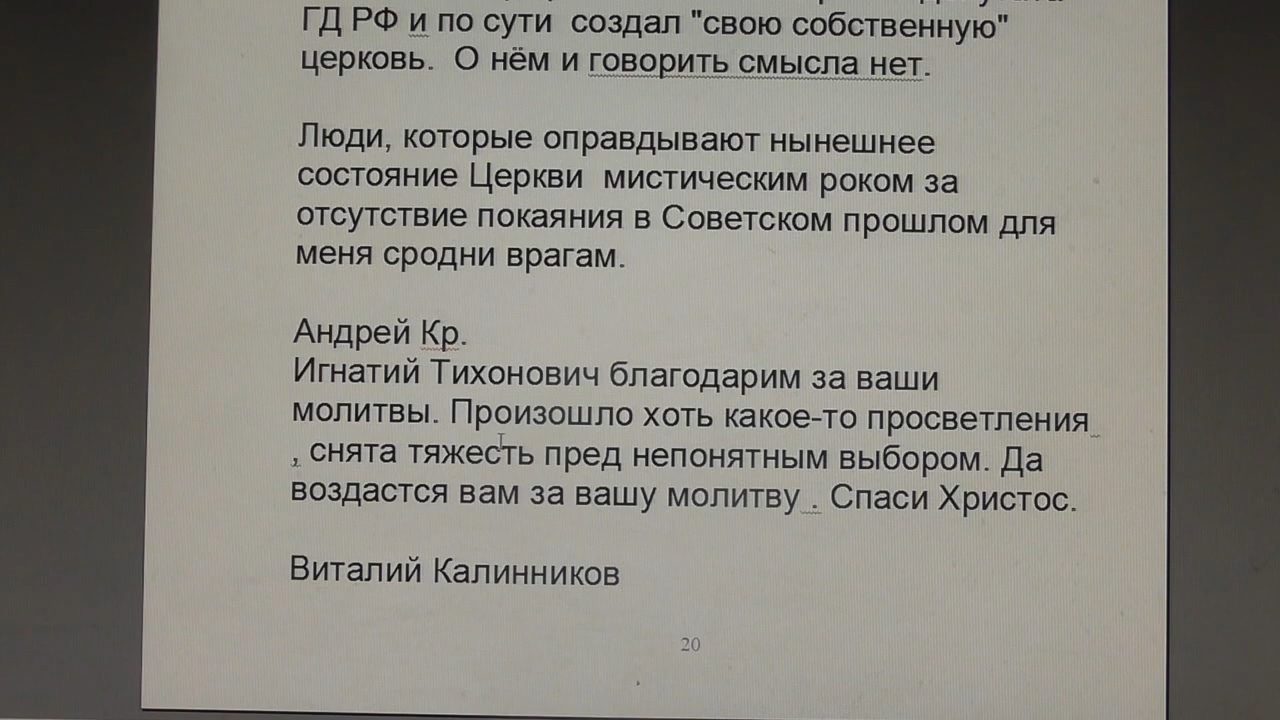 ГД РФ и по сути  создал "свою собственную"
церковь.  О нём и говорить смысла нет.
Люди, которые оправдывают нынешнее
состояние Церкви  мистическим роком за
отсутствие покаяния в Советском прошлом для
меня сродни врагам.
Андрей Кр.
Игнатий Тихонович благодарим за ваши
молитвы. Произошло хоть какое-то просветления
, снята тяжесть пред непонятным выбором. Да
воздастся вам за вашу молитву . Спаси Христос.
Виталий Калинников
20